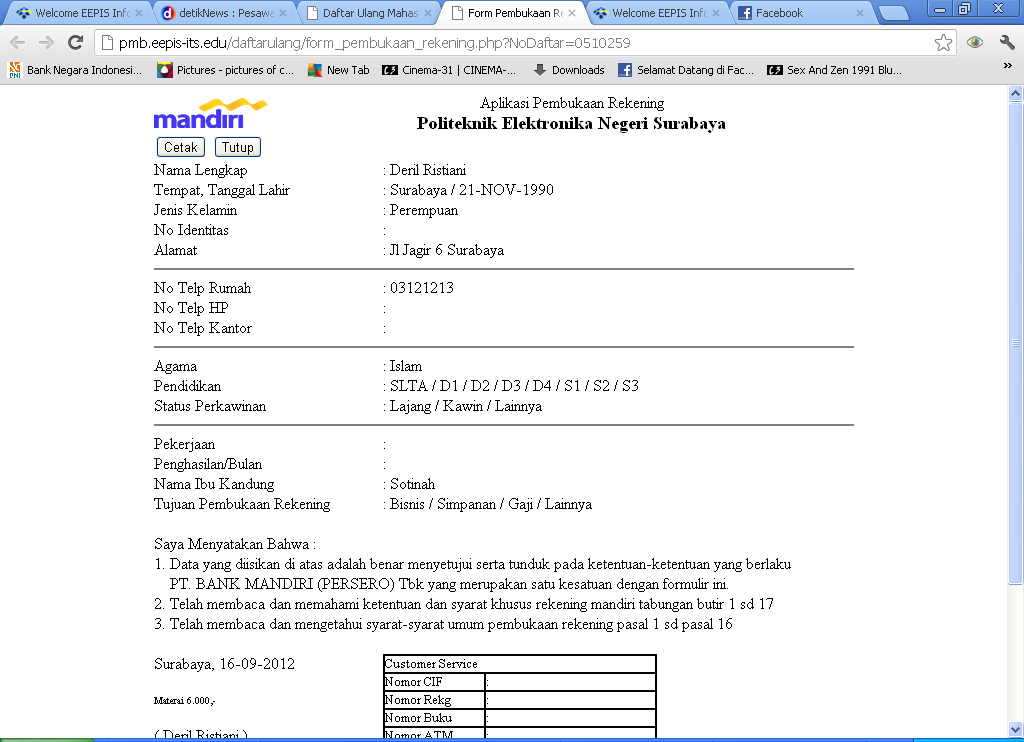 Welcome EEPIS Info
detikNews : Pesawa
Daftar Ulang Mahas
Form Pembukaan Re
Welcome EEPIS Info
Facebook
pmb.eepis-its.edu/daftarulang/form_pembukaan_rekening.php?NoDaftar=0510259
Bank Negara Indonesi...
Pictures - pictures of c...
New Tab
Cinema-31 | CINEMA-...
Downloads
Selamat Datang di Fac...
Sex And Zen 1991 Blu...
mandiri
Aplikasi Pembukaan Rekening
Politeknik Elektronika Negeri Surabaya
Cetak Tutup
Nama Lengkap : Deril Ristiani
Tempat, Tanggal Lahir : Surabaya / 21-NOV-1990
Jenis Kelamin : Perempuan
No Identitas :
Alamat : Jl Jagir 6 Surabaya
No Telp Rumah : 03121213
No Telp HP :
No Telp Kantor :
Agama : Islam
Pendidikan : SLTA / D1 / D2 / D3 / D4 / S1 / S2 / S3
Status Perkawinan : Lajang / Kawin / Lainnya
Pekerjaan :
Penghasilan/Bulan :
Nama Ibu Kandung : Sotinah
Tujuan Pembukaan Rekening : Bisnis / Simpanan / Gaji / Lainnya
Saya Menyatakan Bahwa :
1. Data yang diisikan di atas adalah benar menyetujui serta tunduk pada ketentuan-ketentuan yang berlaku
PT. BANK MANDIRI (PERSERO) Tbk yang merupakan satu kesatuan dengan formulir ini.
2. Telah membaca dan memahami ketentuan dan syarat khusus rekening mandiri tabungan butir 1 sd 17
3. Telah membaca dan mengetahui syarat-syarat umum pembukaan rekening pasal 1 sd pasal 16
Surabaya, 16-09-2012
Materai 6.000,-
( Deril Ristiani )
Customer Service
Nomor CIF :
Nomor Rekg :
Nomor Buku :
Nomor ATM :